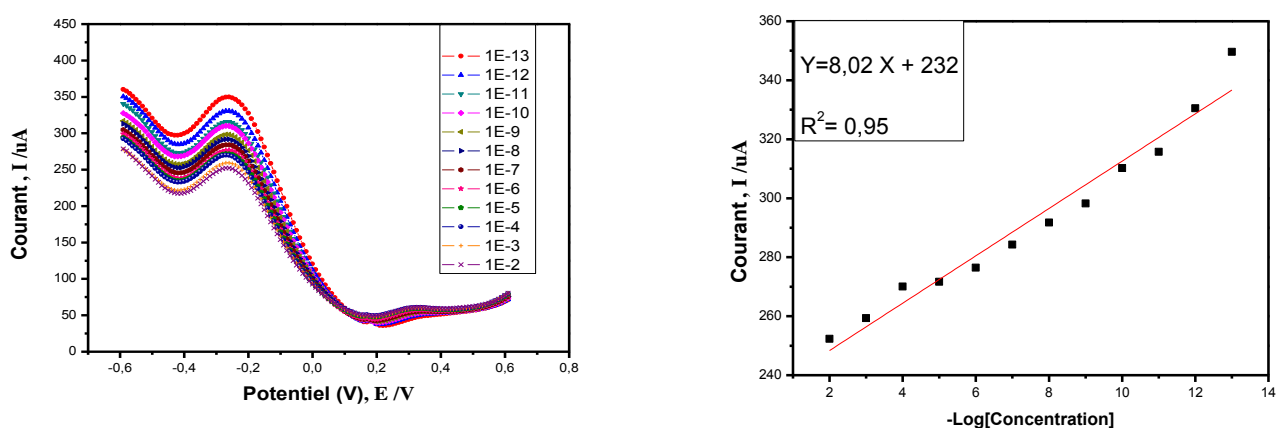 450
400
350
300
250
200
150
100
50
0
Courant , I /uA
-0,6
-0,4
-0,2
0,0
0,2
0,4
0,6
0,8
Potentiel (V), E /V
1E-13
1E-12
1E-11
1E-10
1E-9
1E-8
1E-7
1E-6
1E-5
1E-4
1E-3
1E-2
360
340
320
300
280
260
240
Courant , I /uA
Y=8,02 X + 232
R²= 0,95
2
4
6
8
10
12
14
-Log[Concentration]